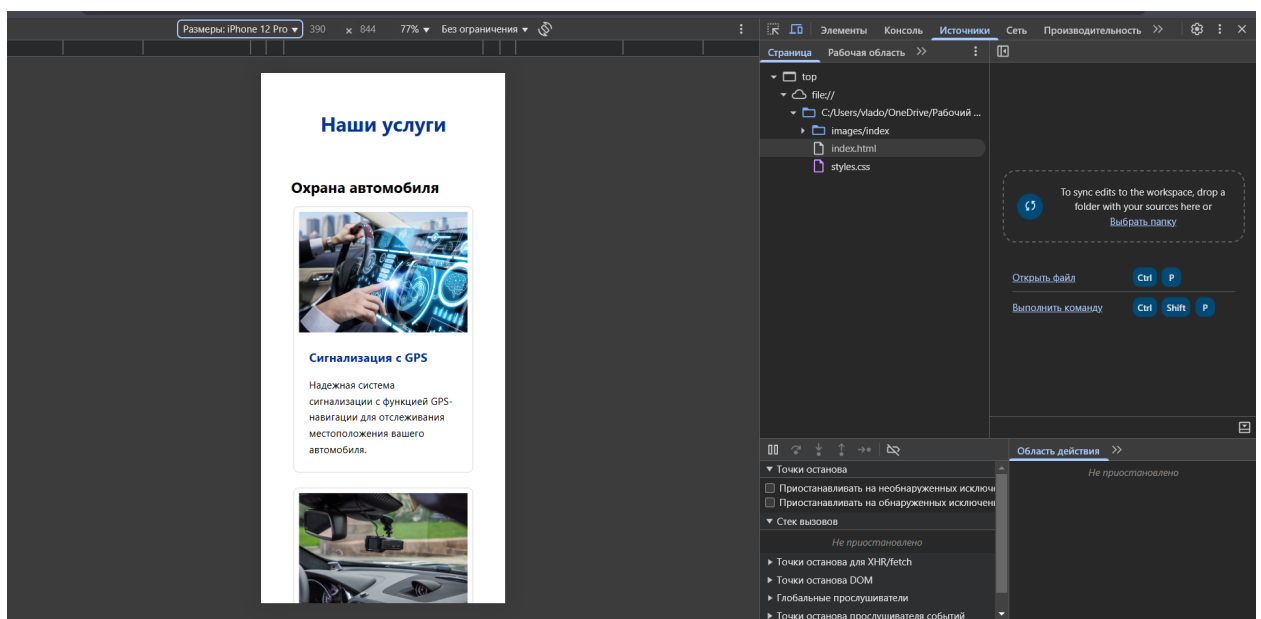 Размеры: iPhone 12 Pro ▼ 390 × 844 77% ▼ Без ограничения ▼
Элементы Консоль Источники Сеть Производительность
Страница Рабочая область
top
file://
C:/Users/vlado/OneDrive/Рабочий ...
images/index
index.html
styles.css
Наши услуги
Охрана автомобиля
Сигнализация с GPS
Надежная система
сигнализации с функцией GPS-
навигации для отслеживания
местоположения вашего
автомобиля.
To sync edits to the workspace, drop a
folder with your sources here or
Выбрать папку
Открыть файл Ctrl P
Выполнить команду Ctrl Shift P
Точки останова
Приостанавливать на необнаруженных исключ
Приостанавливать на обнаруженных исключен
Стек вызовов
Не приостановлено
Точки останова для XHR/fetch
Точки останова DOM
Глобальные прослушиватели
Точки останова прослушивателя событий
Область действия
Не приостановлено